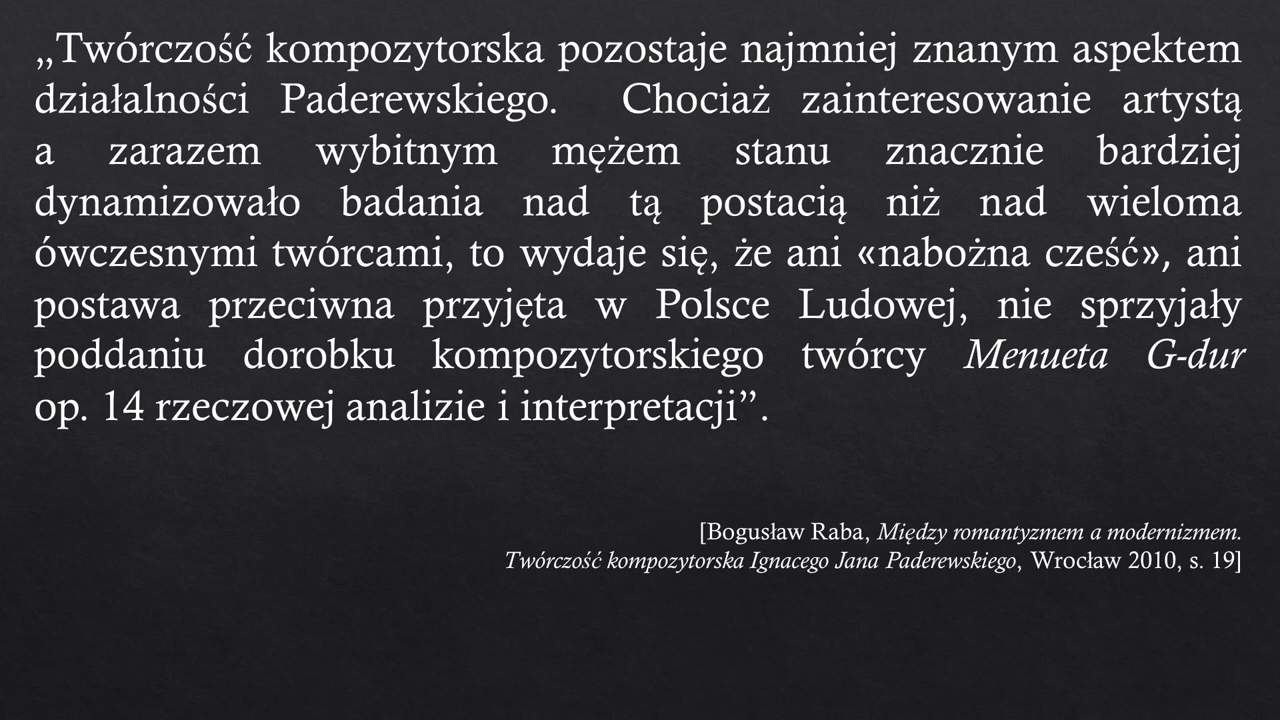 „Twórczość kompozytorska pozostaje najmniej znanym aspektem
działalności Paderewskiego. Chociaż zainteresowanie artystą
a zarazem wybitnym mężem stanu znacznie bardziej
dynamizowało badania nad tą postacią niż nad wieloma
ówczesnymi twórcami, to wydaje się, że ani «nabożna cześć», ani
postawa przeciwna przyjęta w Polsce Ludowej, nie sprzyjały
poddaniu dorobku kompozytorskiego twórcy Menueta G-dur
op. 14 rzeczowej analizie i interpretacji”.
[Bogusław Raba, Między romantyzmem a modernizmem.
Twórczość kompozytorska Ignacego Jana Paderewskiego, Wrocław 2010, s. 19]